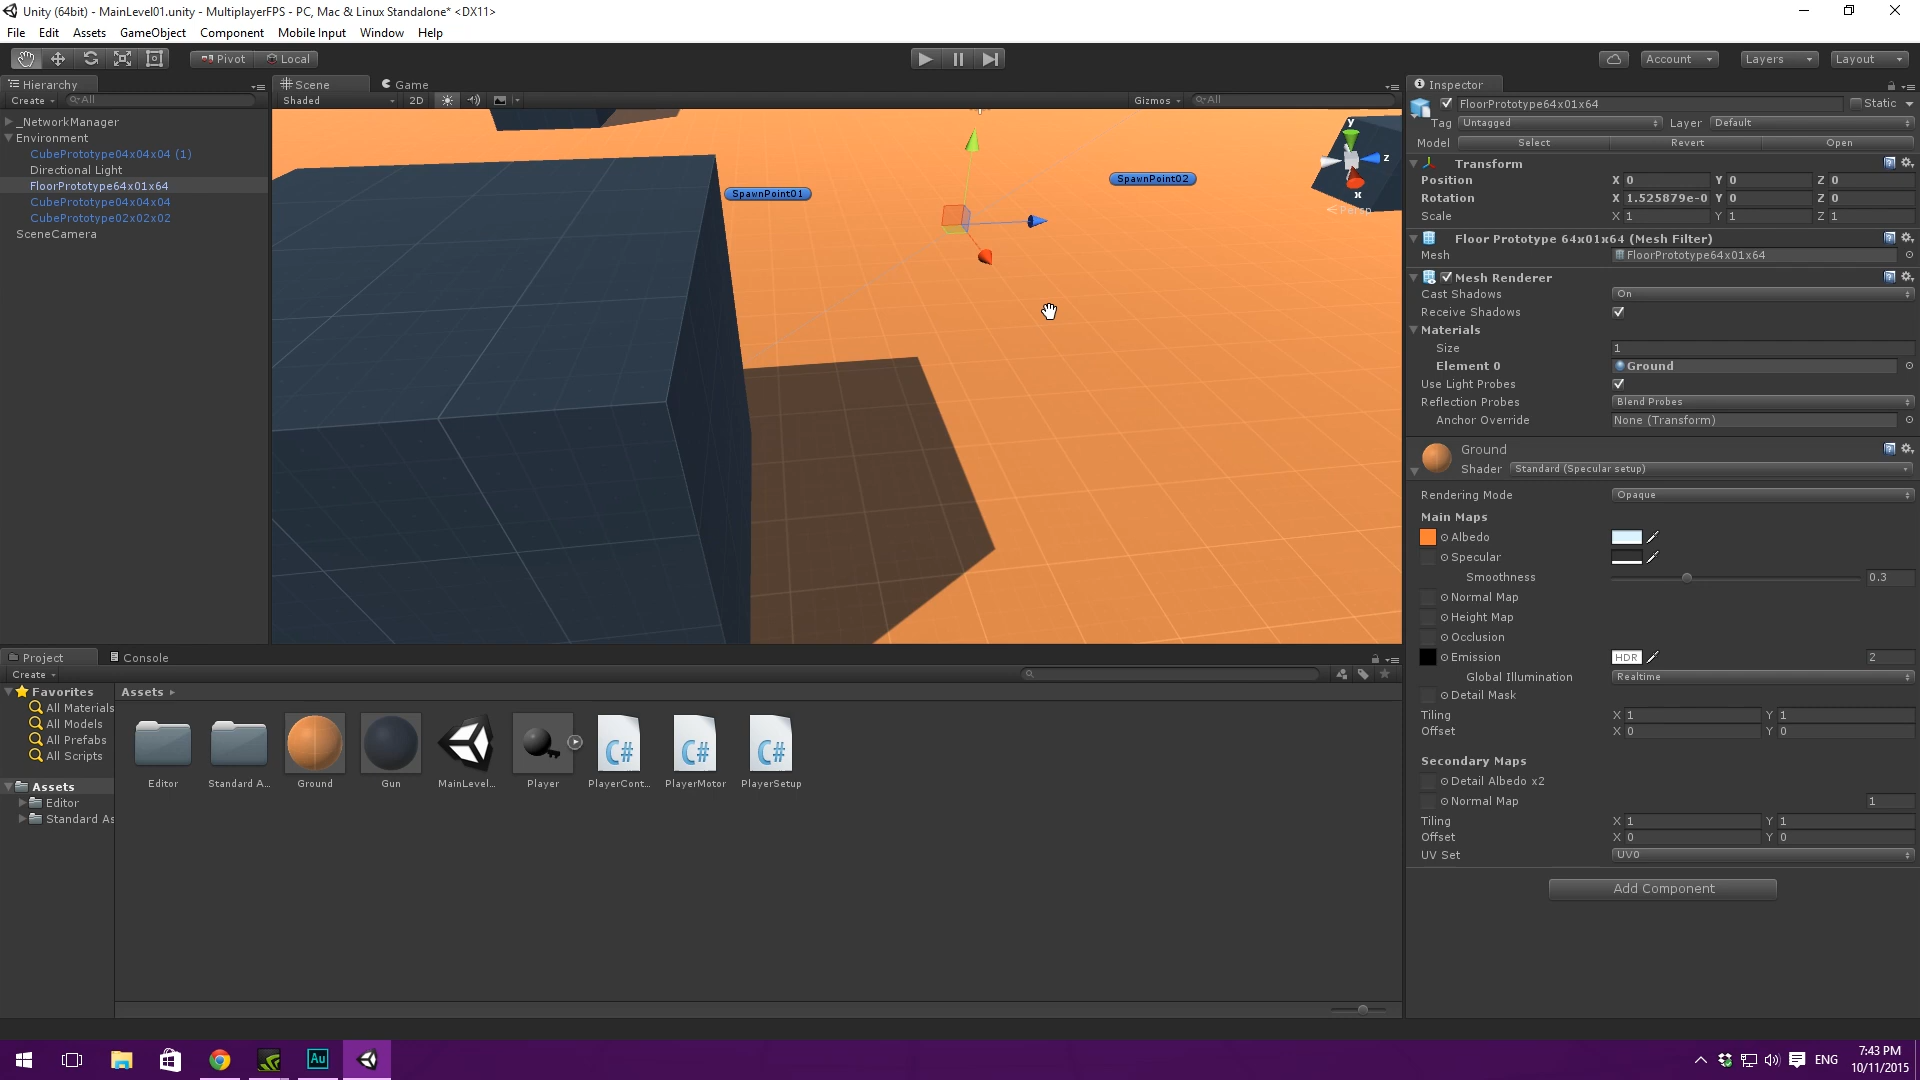 Unity (64bit) - MainLevel01.unity - MultiplayerFPS - PC, Mac & Linux Standalone* <DX11>
File Edit Assets GameObject Component Mobile Input Window Help
Pivot Local Account Layers Layout
Hierarchy
Create All
_NetworkManager
Environment
CubePrototype04x04x04 (1)
Directional Light
FloorPrototype64x01x64
CubePrototype04x04x04
CubePrototype02x02x02
SceneCamera
Scene Game
Shaded 2D Gizmos All
SpawnPoint01
SpawnPoint02
y
z
x
Persp
Inspector
FloorPrototype64x01x64 Static
Tag Untagged Layer Default
Model Select Revert Open
Transform
Position X 0 Y 0 Z 0
Rotation X 1.525879e-0 Y 0 Z 0
Scale X 1 Y 1 Z 1
Floor Prototype 64x01x64 (Mesh Filter)
Mesh FloorPrototype64x01x64
Mesh Renderer
Cast Shadows On
Receive Shadows
Materials
Size 1
Element 0 Ground
Use Light Probes
Reflection Probes Blend Probes
Anchor Override None (Transform)
Ground
Shader Standard (Specular setup)
Rendering Mode Opaque
Main Maps
Albedo
Specular
Smoothness 0.3
Normal Map
Height Map
Occlusion
Emission HDR 2
Global Illumination Realtime
Detail Mask
Tiling X 1 Y 1
Offset X 0 Y 0
Secondary Maps
Detail Albedo x2
Normal Map 1
Tiling X 1 Y 1
Offset X 0 Y 0
UV Set UV0
Add Component
Project Console
Create
Favorites
All Materials
All Models
All Prefabs
All Scripts
Assets
Editor
Standard As
Assets
Editor Standard A... Ground Gun MainLevel... Player PlayerCont... PlayerMotor PlayerSetup
C# C# C#
Au
ENG
7:43 PM
10/11/2015